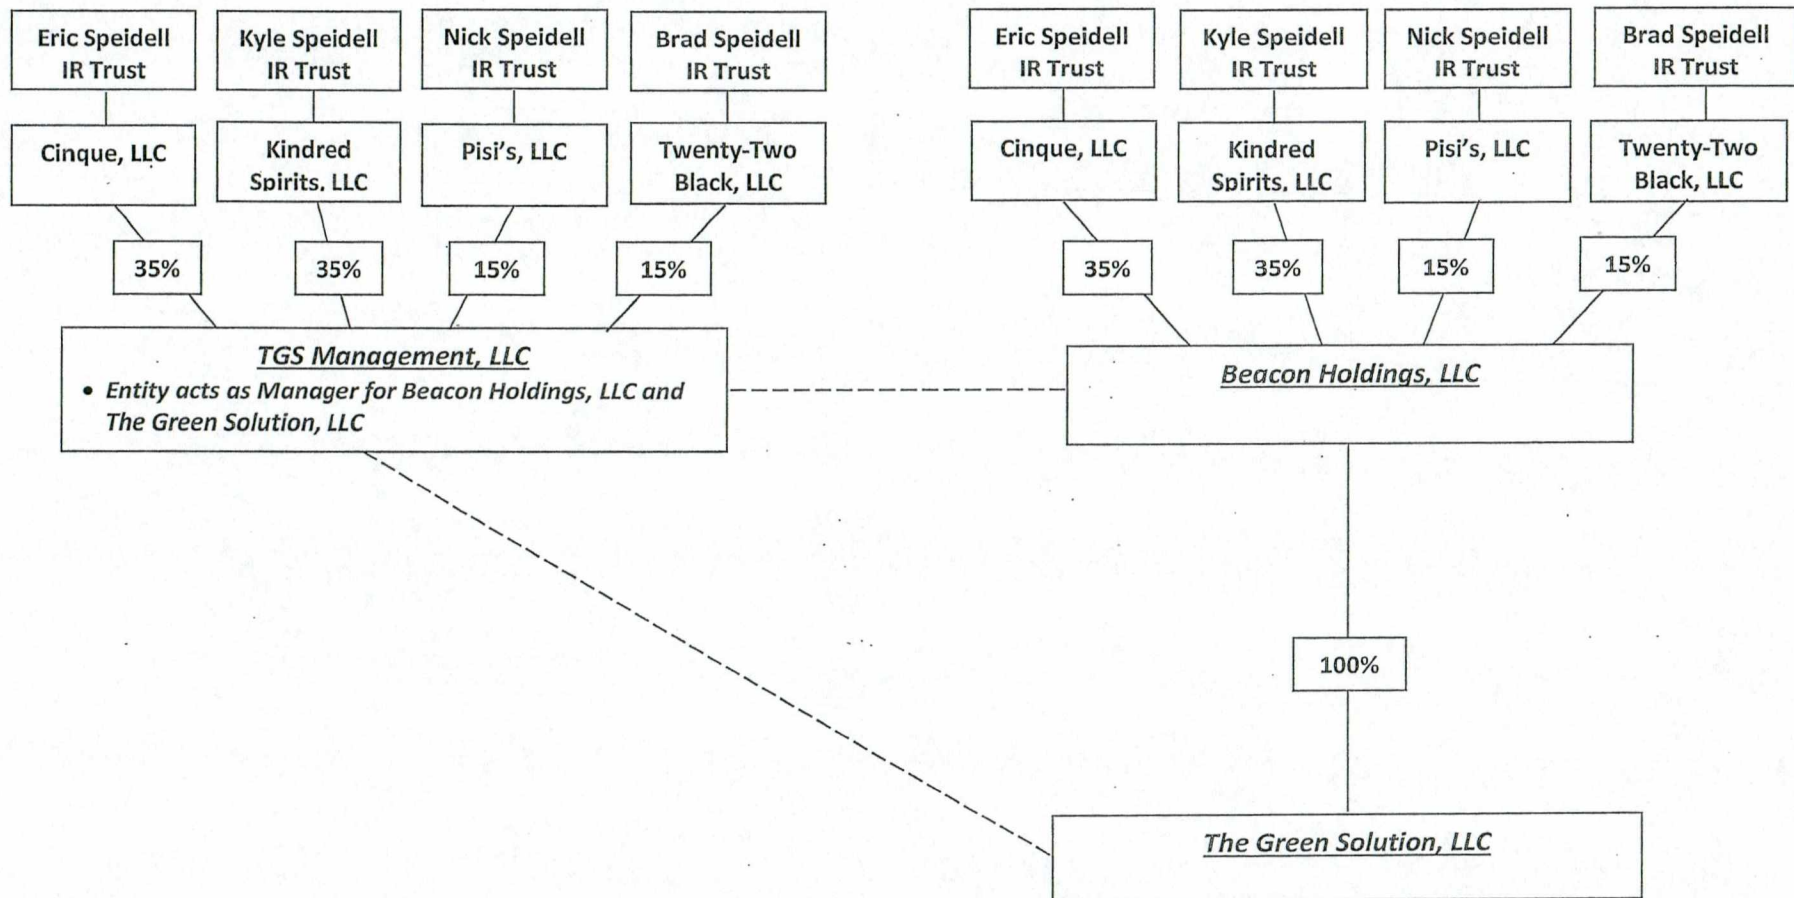 Eric Speidell
IR Trust
Kyle Speidell
IR Trust
Nick Speidell
IR Trust
Brad Speidell
IR Trust
Eric Speidell
IR Trust
Kyle Speidell
IR Trust
Nick Speidell
IR Trust
Brad Speidell
IR Trust
Cinque, LLC
Kindred
Spirits, LLC
Pisi's, LLC
Twenty-Two
Black, LLC
Cinque, LLC
Kindred
Spirits, LLC
Pisi's, LLC
Twenty-Two
Black, LLC
35%
35%
15%
15%
35%
35%
15%
15%
TGS Management, LLC
• Entity acts as Manager for Beacon Holdings, LLC and
The Green Solution, LLC
Beacon Holdings, LLC
100%
The Green Solution, LLC